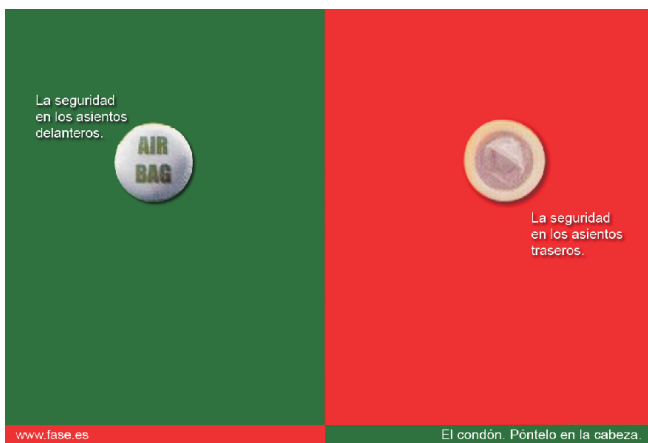 La seguridad
en los asientos
delanteros.
AIR
BAG
La seguridad
en los asientos
traseros.
www.fase.es
El condón. Póntelo en la cabeza.